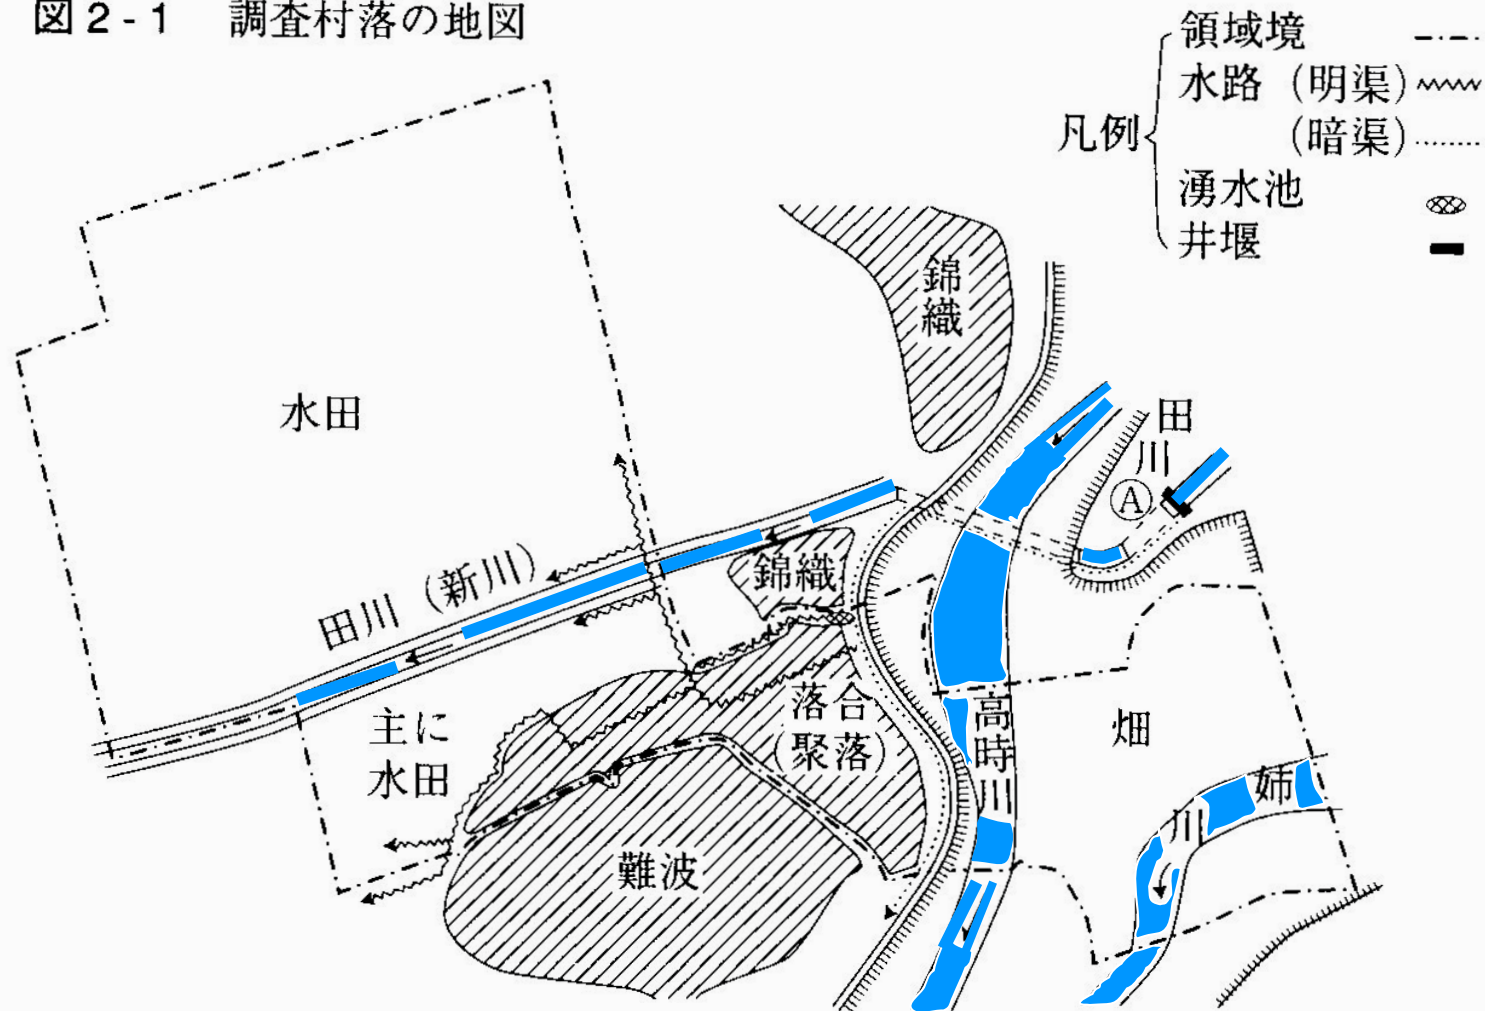 図2-1 調査村落の地図
凡例
領域境
水路(明渠)
(暗渠)
湧水池
井堰
錦織
水田
田川
A
田川(新川)
錦織
主に
水田
落合
(聚落)
高時川
畑
姉川
難波